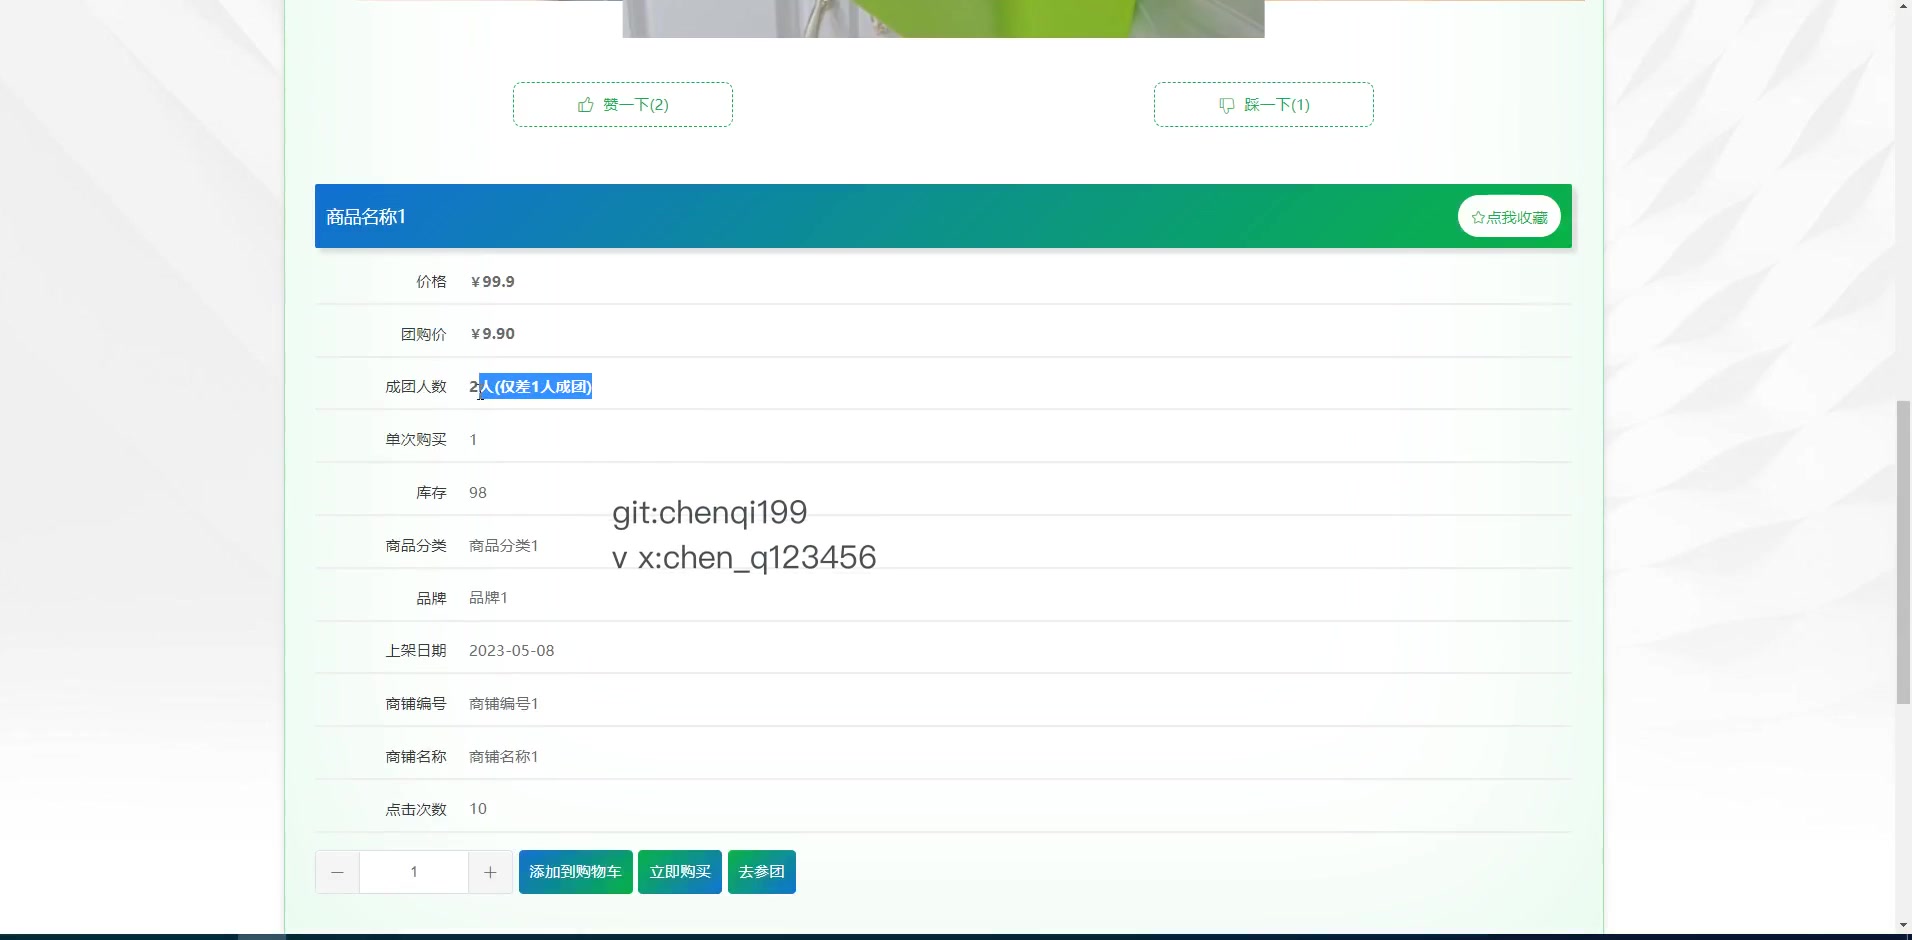 赞一下(2)
踩一下(1)
商品名称1
点我收藏
价格 ￥99.9
团购价 ￥9.90
成团人数 2人(仅差1人成团)
单次购买 1
库存 98
git:chenqi199
商品分类 商品分类1
v x:chen_q123456
品牌 品牌1
上架日期 2023-05-08
商铺编号 商铺编号1
商铺名称 商铺名称1
点击次数 10
— 1 + 添加到购物车 立即购买 去参团